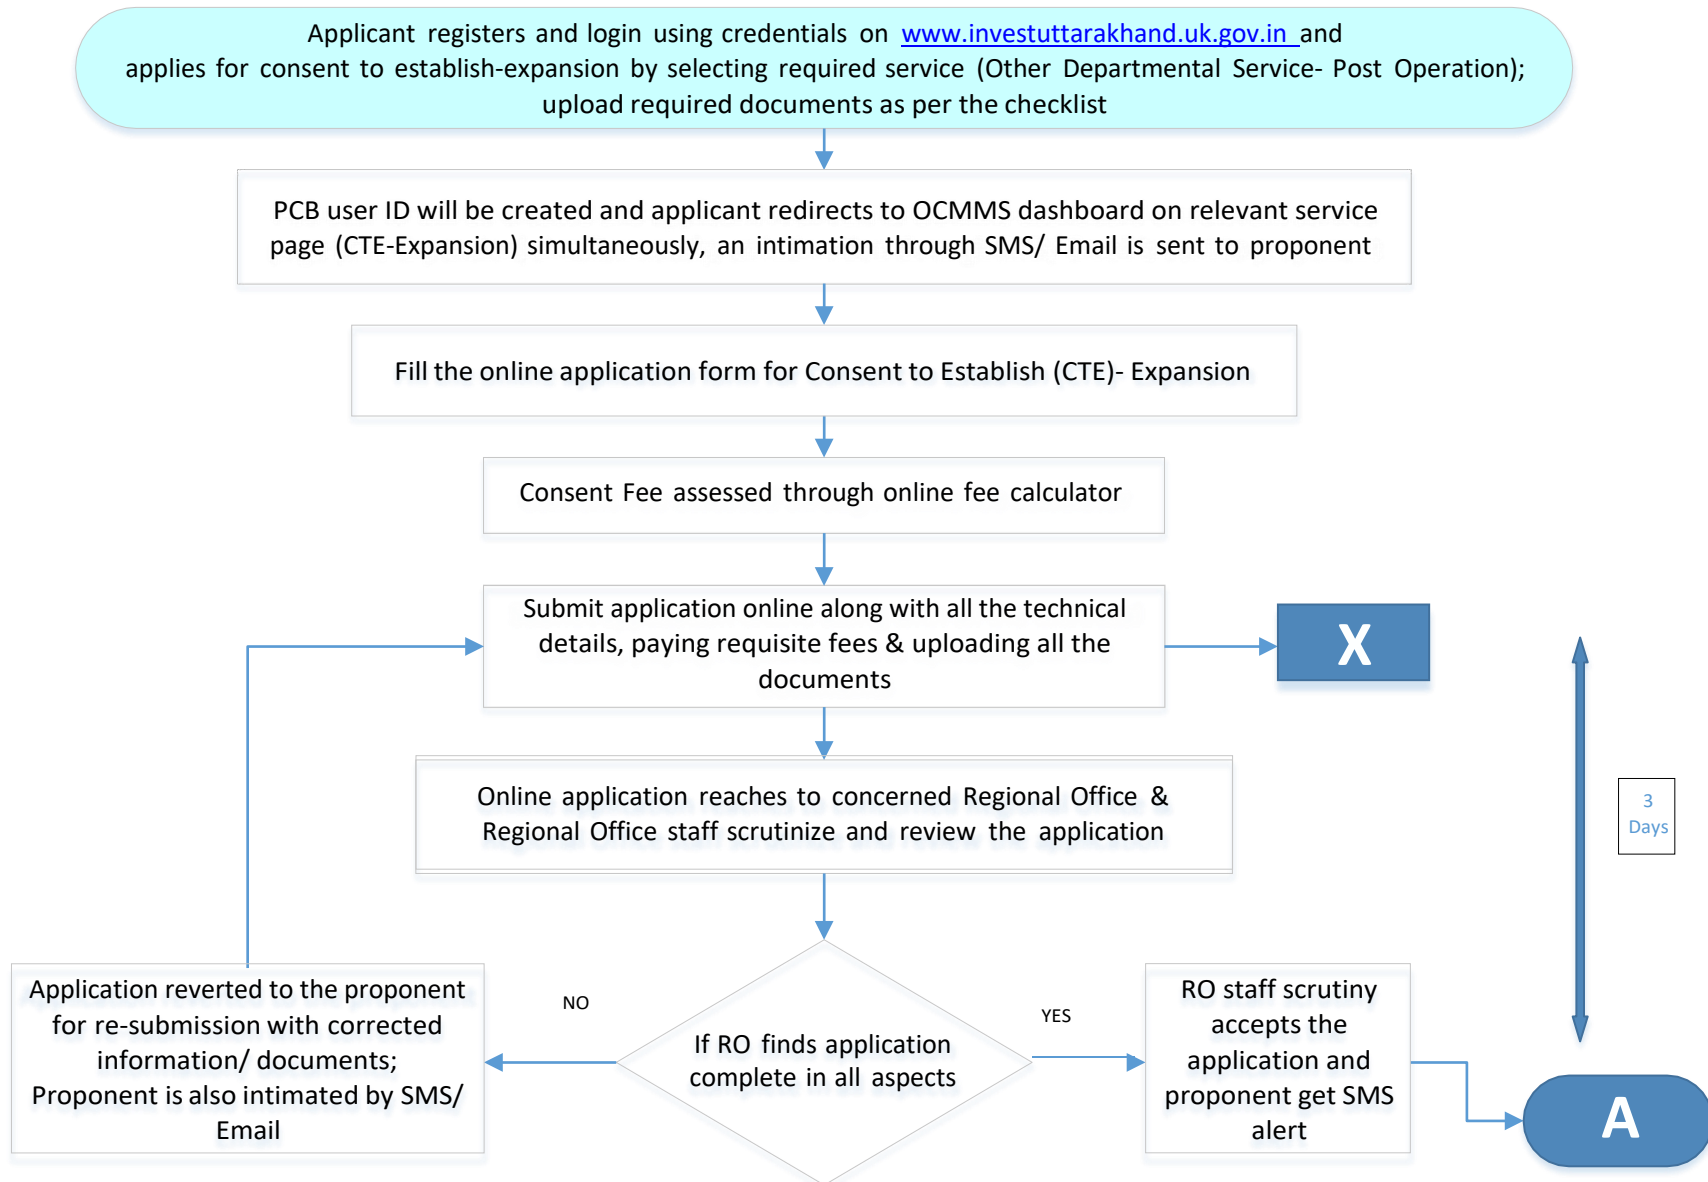 Applicant registers and login using credentials on www.investuttarakhand.uk.gov.in and
applies for consent to establish-expansion by selecting required service (Other Departmental Service- Post Operation);
upload required documents as per the checklist
PCB user ID will be created and applicant redirects to OCMMS dashboard on relevant service
page (CTE-Expansion) simultaneously, an intimation through SMS/ Email is sent to proponent
Fill the online application form for Consent to Establish (CTE)- Expansion
Consent Fee assessed through online fee calculator
Submit application online along with all the technical
details, paying requisite fees & uploading all the
documents
X
Online application reaches to concerned Regional Office &
Regional Office staff scrutinize and review the application
3
Days
Application reverted to the proponent
for re-submission with corrected
information/ documents;
Proponent is also intimated by SMS/
Email
NO
If RO finds application
complete in all aspects
YES
RO staff scrutiny
accepts the
application and
proponent get SMS
alert
A